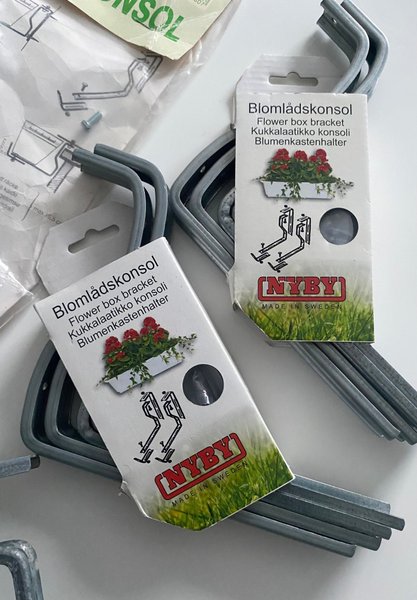 ONSOL
Blomlådskonsol
Flower box bracket
Kukkalaatikko konsoli
Blumenkastenhalter
NYBY
MADE IN SWEDEN
Blomlådskonsol
Flower box bracket
Kukkalaatikko konsoli
Blumenkastenhalter
NYBY
MADE IN SWEDEN